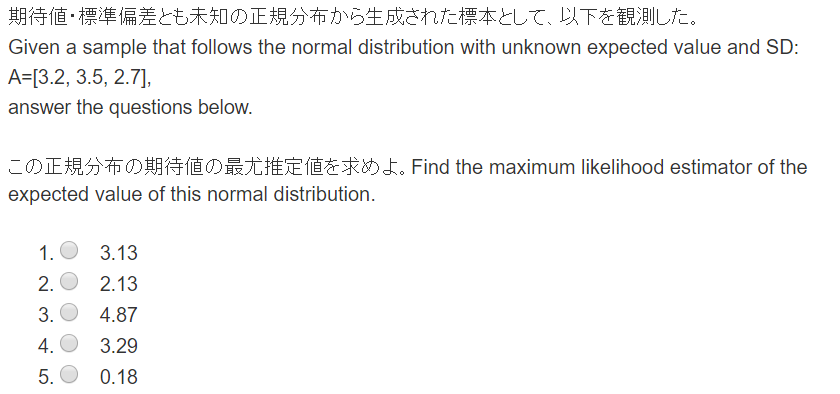 期待値・標準偏差とも未知の正規分布から生成された標本として、以下を観測した。
Given a sample that follows the normal distribution with unknown expected value and SD:
A=[3.2, 3.5, 2.7],
answer the questions below.
この正規分布の期待値の最尤推定値を求めよ。Find the maximum likelihood estimator of the
expected value of this normal distribution.
1. 3.13
2. 2.13
3. 4.87
4. 3.29
5. 0.18